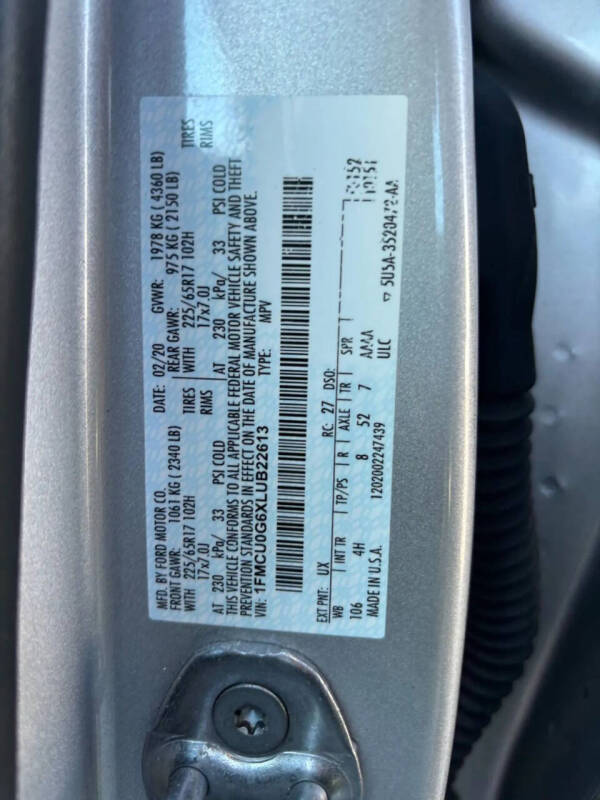 MFD. BY FORD MOTOR CO. DATE: 02/20 GVWR: 1978 KG ( 4360 LB)
FRONT GAWR: 1061 KG ( 2340 LB) REAR GAWR: 975 KG ( 2150 LB)
WITH 225/65R17 102H TIRES WITH 225/65R17 102H TIRES
17x7.0J RIMS 17x7.0J RIMS
AT 230 kPa/ 33 PSI COLD AT 230 kPa/ 33 PSI COLD
THIS VEHICLE CONFORMS TO ALL APPLICABLE FEDERAL MOTOR VEHICLE SAFETY AND THEFT
PREVENTION STANDARDS IN EFFECT ON THE DATE OF MANUFACTURE SHOWN ABOVE.
VIN: 1FMCU0G6XLUB22613 TYPE: MPV
EXT PNT: UX RC: 27 DSO:
WB INT TR TP/PS R AXLE TR SPR
106 4H 8 52 7 AAMA
MADE IN U.S.A. 1202002247439 ULC
5U5A-3520472-AA